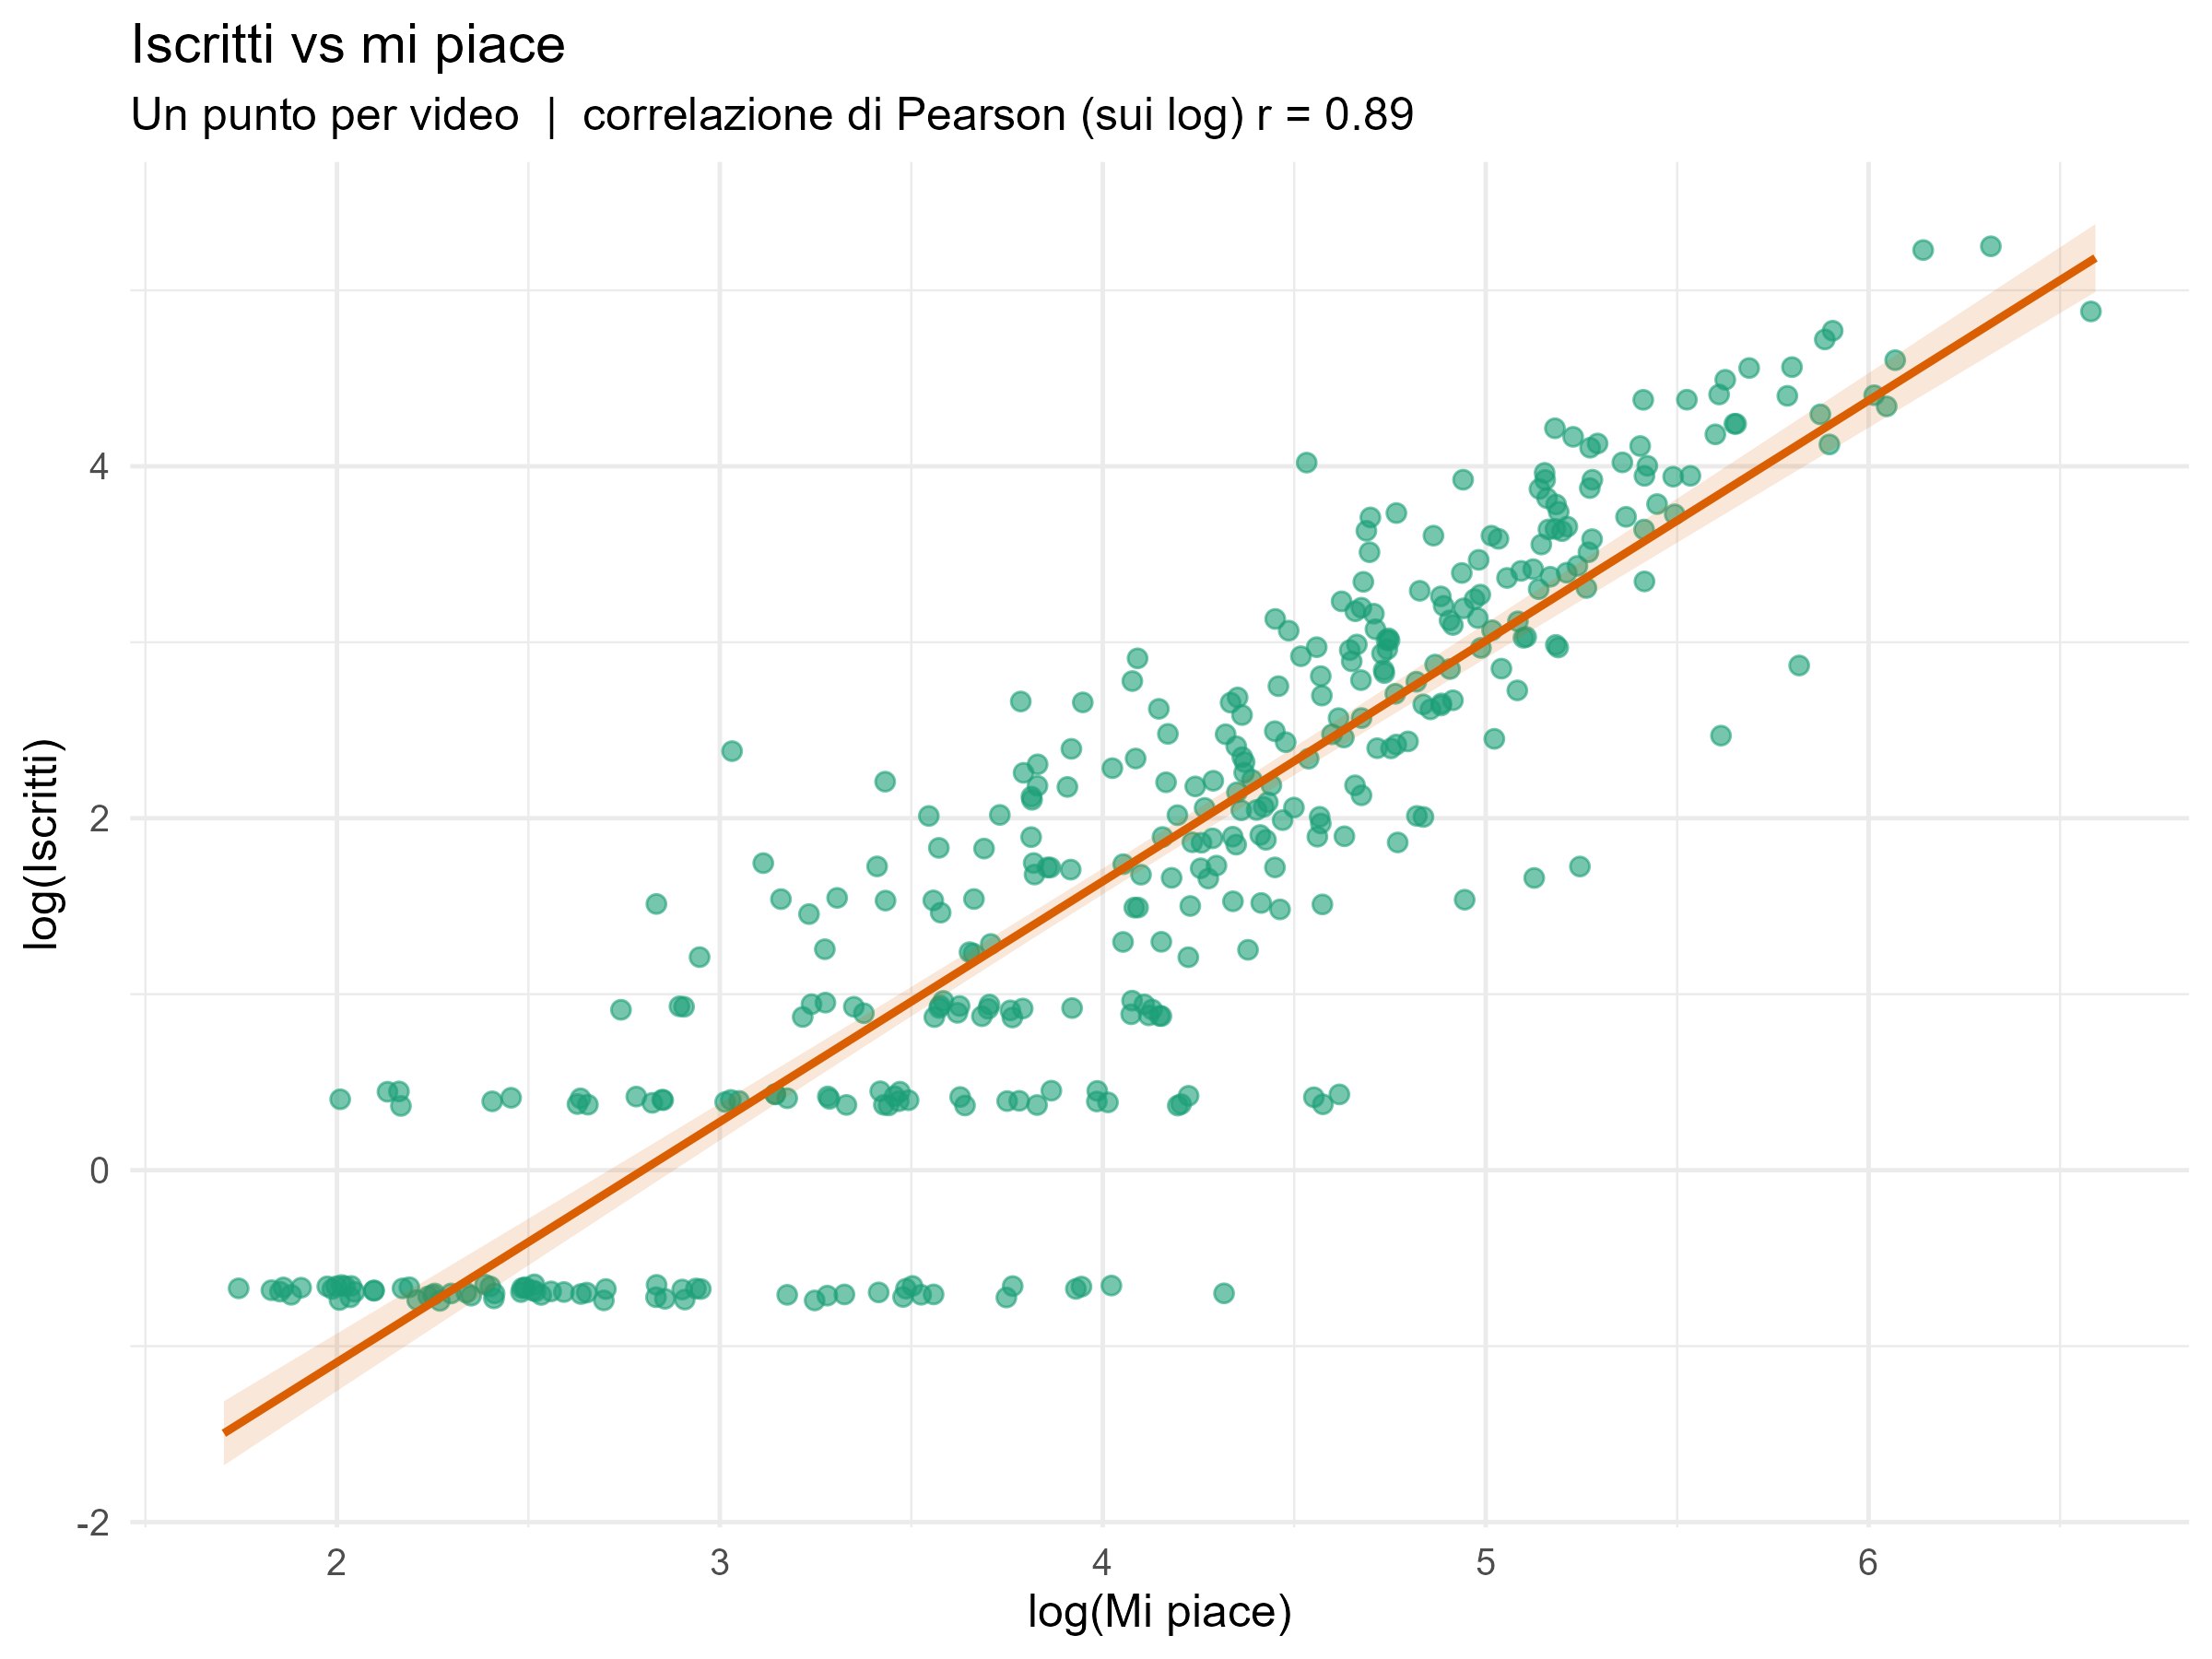 Iscritti vs mi piace
Un punto per video | correlazione di Pearson (sui log) r = 0.89
log(Iscritti)
4
2
0
-2
2 3 4 5 6
log(Mi piace)